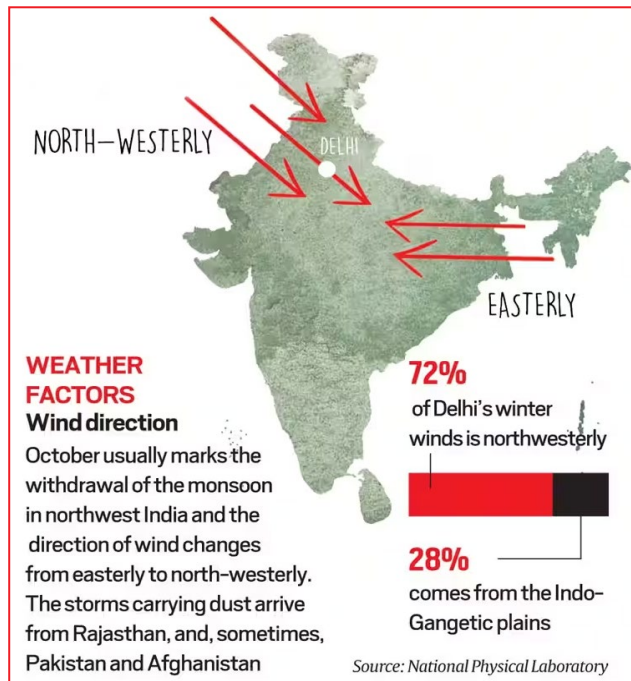 NORTH–WESTERLY
DELHI
EASTERLY
WEATHER
FACTORS
Wind direction
October usually marks the
withdrawal of the monsoon
in northwest India and the
direction of wind changes
from easterly to north-westerly.
The storms carrying dust arrive
from Rajasthan, and, sometimes,
Pakistan and Afghanistan
72%
of Delhi's winter
winds is northwesterly
28%
comes from the Indo-
Gangetic plains
Source: National Physical Laboratory